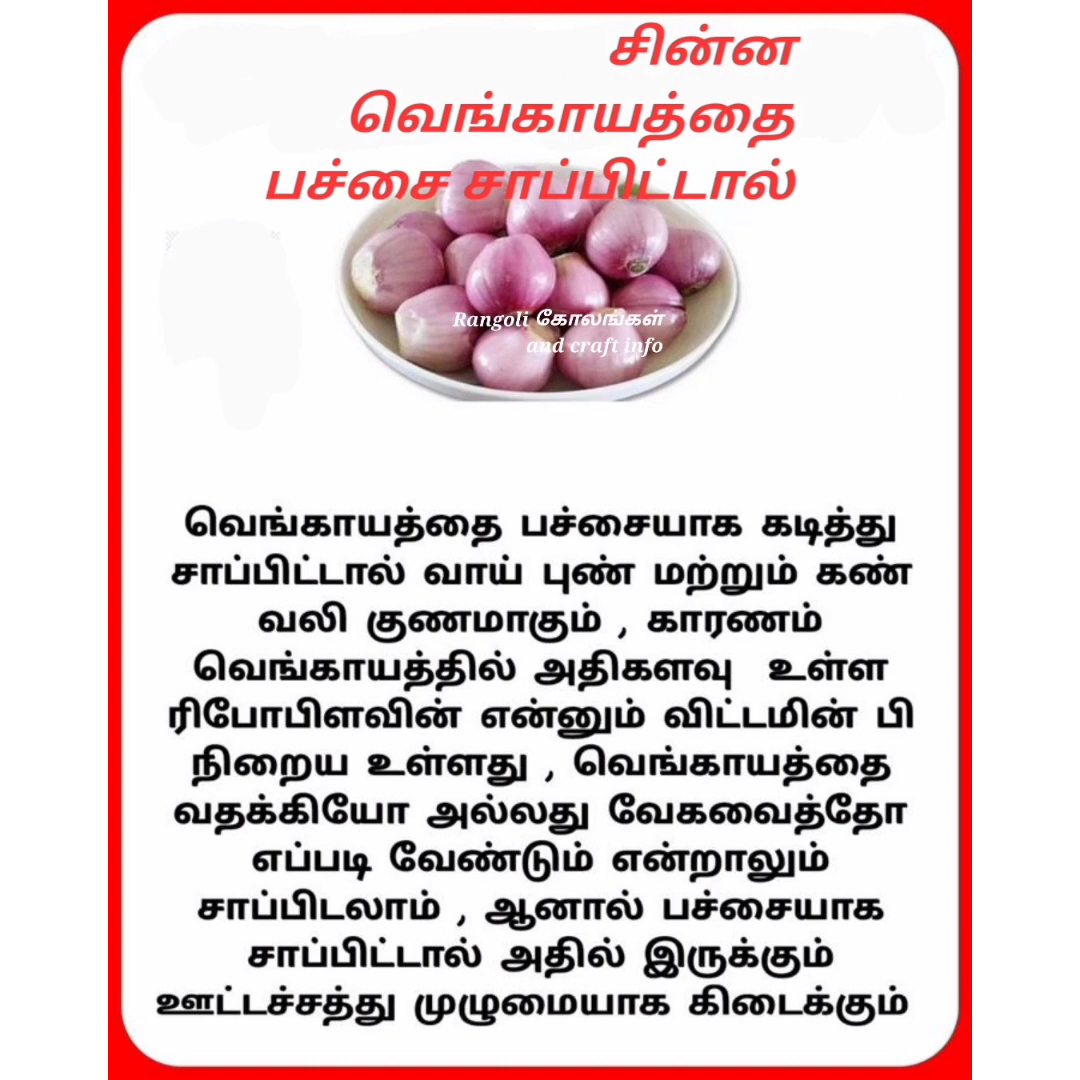 சின்ன
வெங்காயத்தை
பச்சை சாப்பிட்டால்
Rangoli கோலங்கள்
and craft info
வெங்காயத்தை பச்சையாக கடித்து
சாப்பிட்டால் வாய் புண் மற்றும் கண்
வலி குணமாகும் , காரணம்
வெங்காயத்தில் அதிகளவு உள்ள
ரிபோபிளவின் என்னும் விட்டமின் பி
நிறைய உள்ளது , வெங்காயத்தை
வதக்கியோ அல்லது வேகவைத்தோ
எப்படி வேண்டும் என்றாலும்
சாப்பிடலாம் , ஆனால் பச்சையாக
சாப்பிட்டால் அதில் இருக்கும்
ஊட்டச்சத்து முழுமையாக கிடைக்கும்